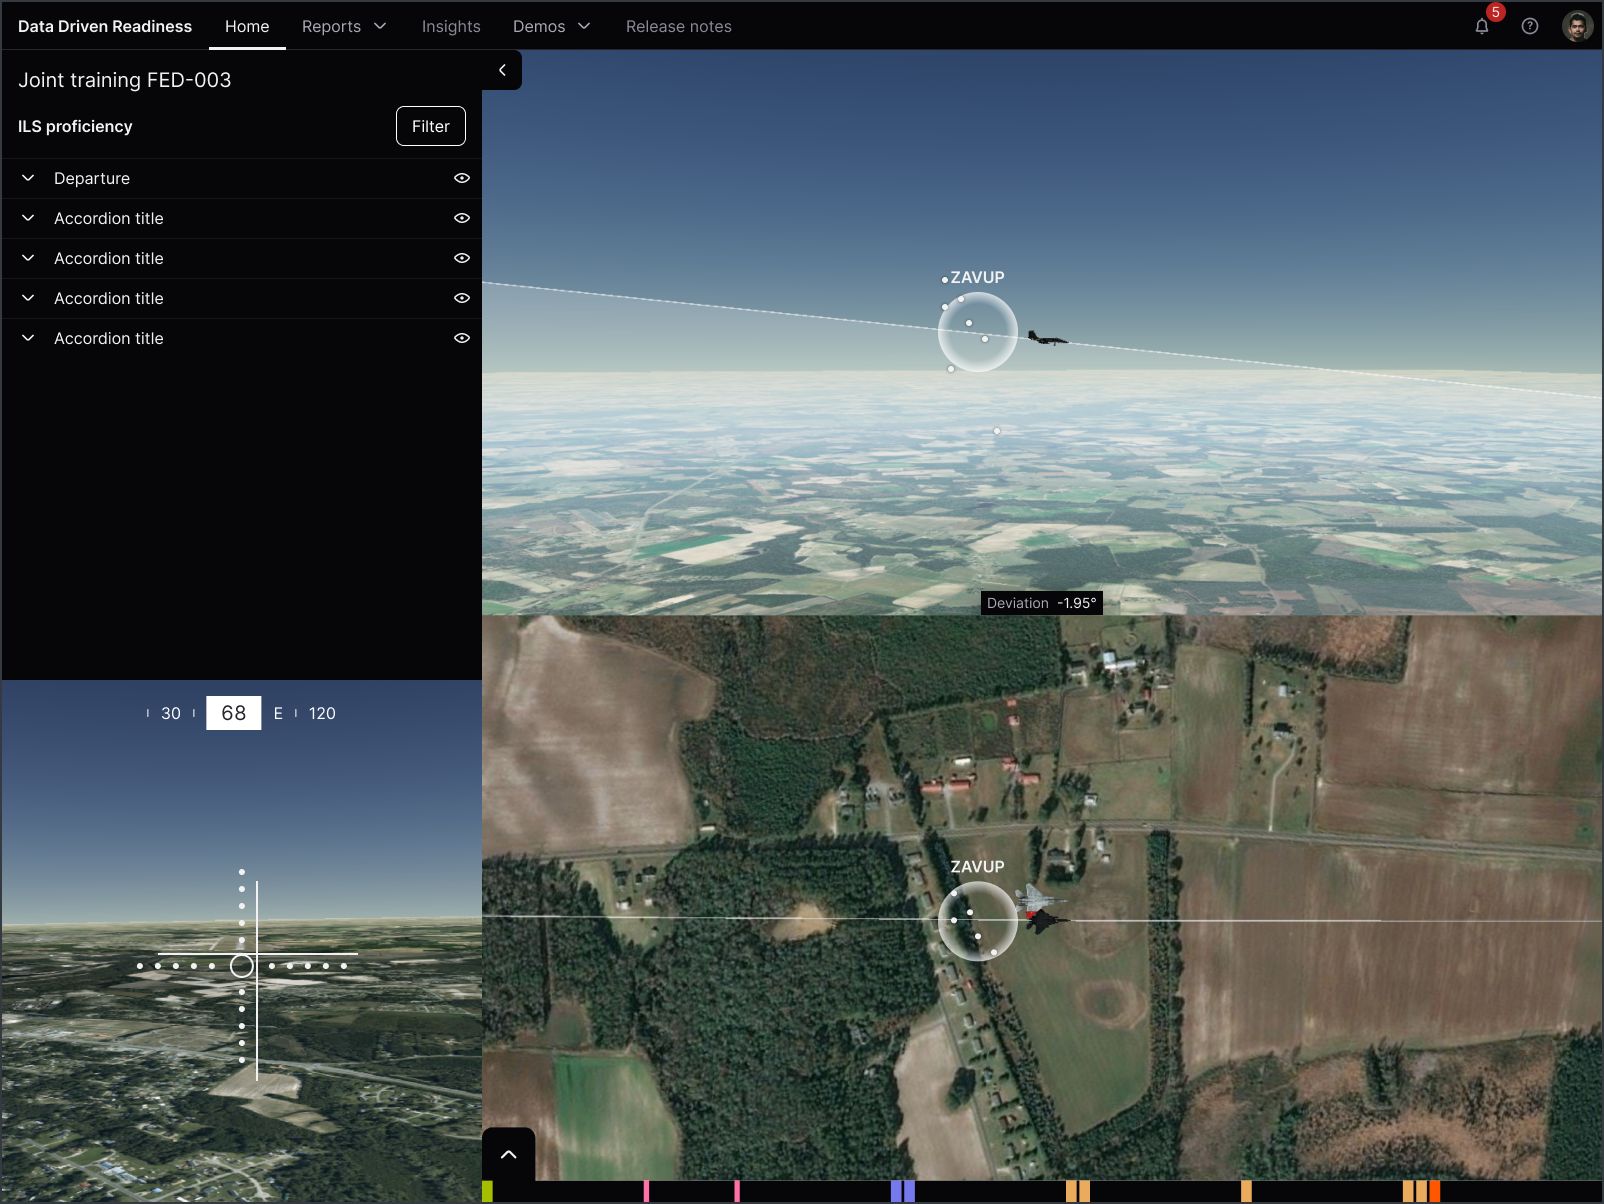 Data Driven Readiness Home Reports Insights Demos Release notes 5
Joint training FED-003
ILS proficiency Filter
Departure
Accordion title
Accordion title
Accordion title
Accordion title
ZAVUP
Deviation -1.95°
30 68 E 120
ZAVUP